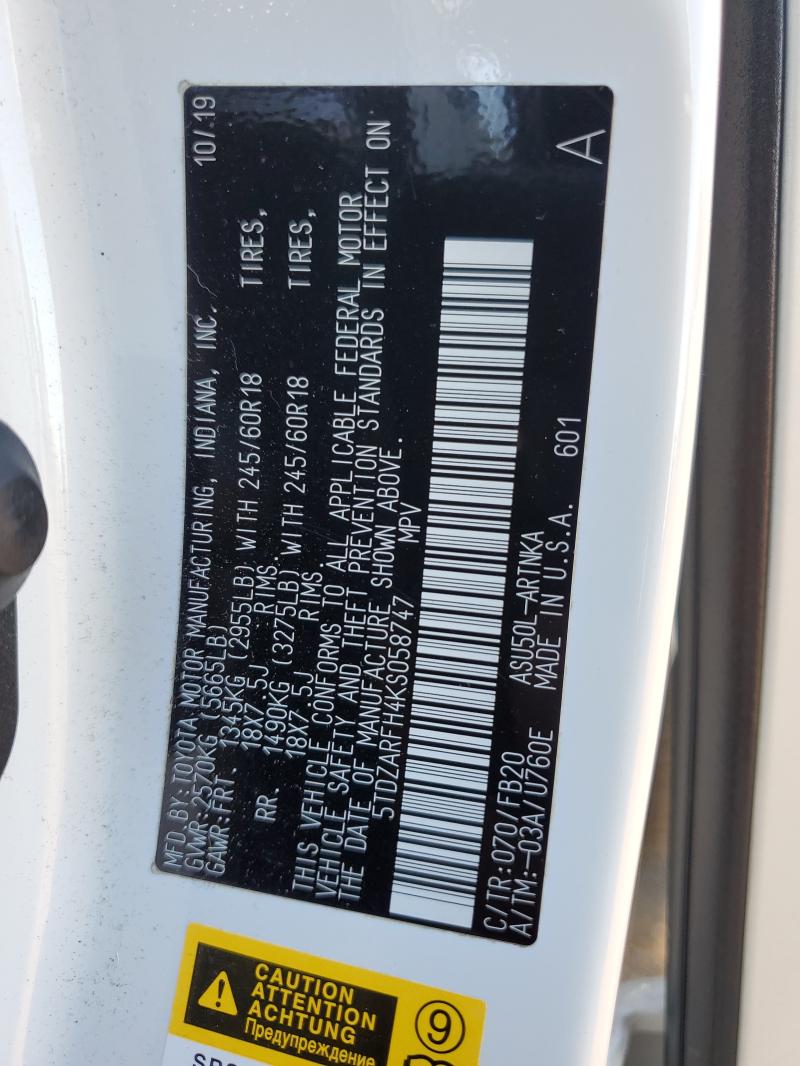 MFD.BY:TOYOTA MOTOR MANUFACTURING, INDIANA, INC. 10/19
GVWR:2570KG (5665LB)
GAWR:FRT. 1345KG (2955LB) WITH 245/60R18 TIRES,
18X7.5J RIMS.
RR. 1490KG (3275LB) WITH 245/60R18 TIRES,
18X7.5J RIMS
THIS VEHICLE CONFORMS TO ALL APPLICABLE FEDERAL MOTOR
VEHICLE SAFETY AND THEFT PREVENTION STANDARDS IN EFFECT ON
THE DATE OF MANUFACTURE SHOWN ABOVE.
5TDZARFH4KS058747 MPV
C/TR:070/FB20 ASU50L-ARTNKA 601 A
A/TM:-03A/U760E MADE IN U.S.A.
CAUTION
ATTENTION
ACHTUNG
Предупреждение
9